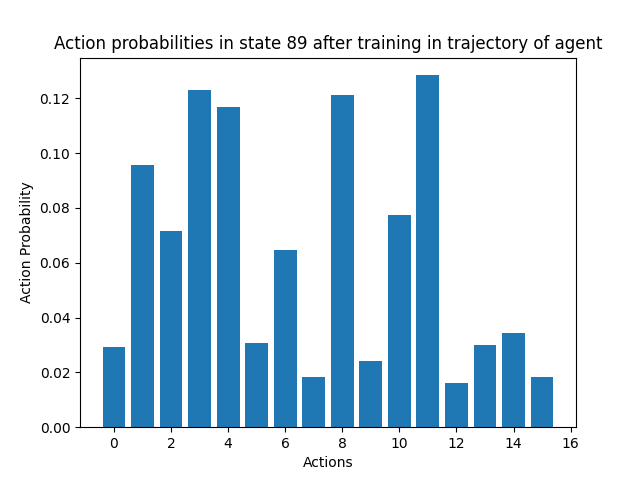 Action probabilities in state 89 after training in trajectory of agent
0.12
0.10
0.08
0.06
0.04
0.02
0.00
Action Probability
0 2 4 6 8 10 12 14 16
Actions